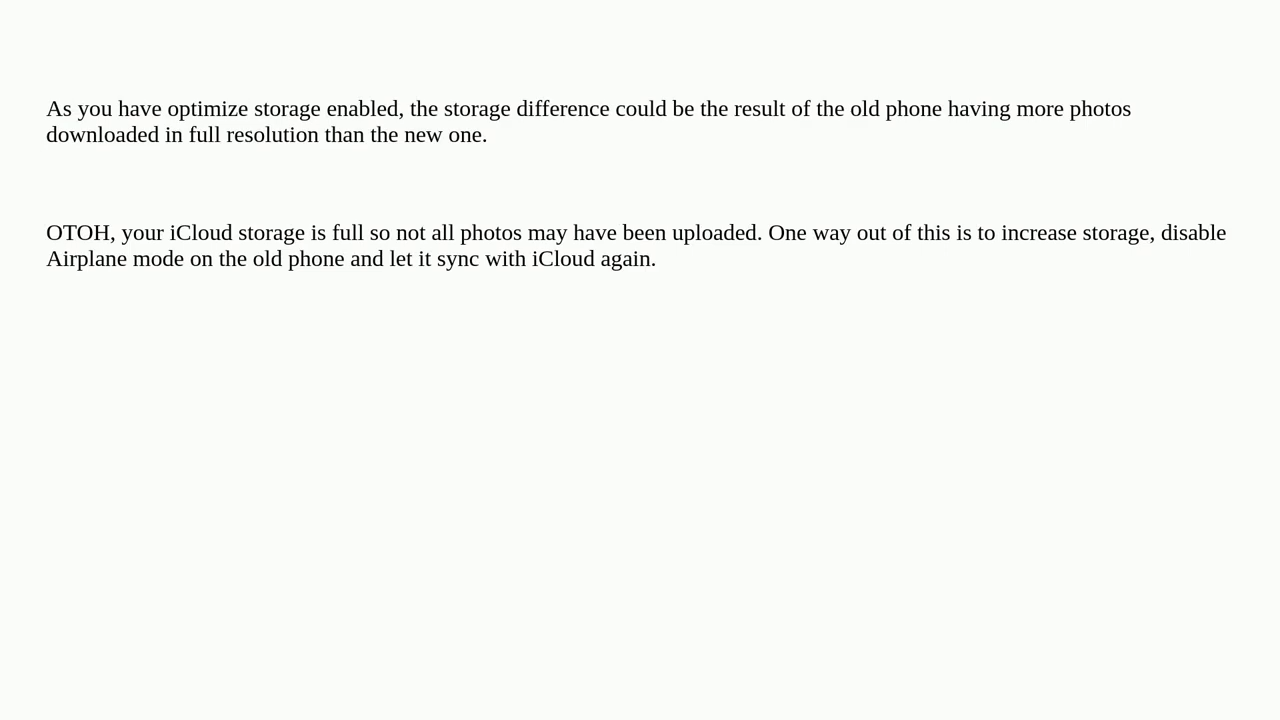 As you have optimize storage enabled, the storage difference could be the result of the old phone having more photos
downloaded in full resolution than the new one.
OTOH, your iCloud storage is full so not all photos may have been uploaded. One way out of this is to increase storage, disable
Airplane mode on the old phone and let it sync with iCloud again.